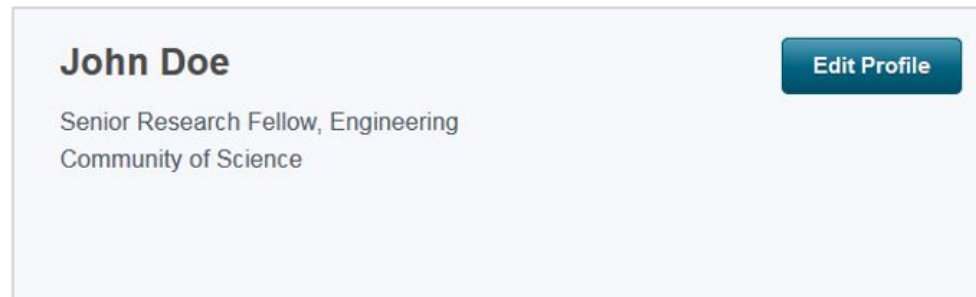 John Doe
Edit Profile
Senior Research Fellow, Engineering
Community of Science